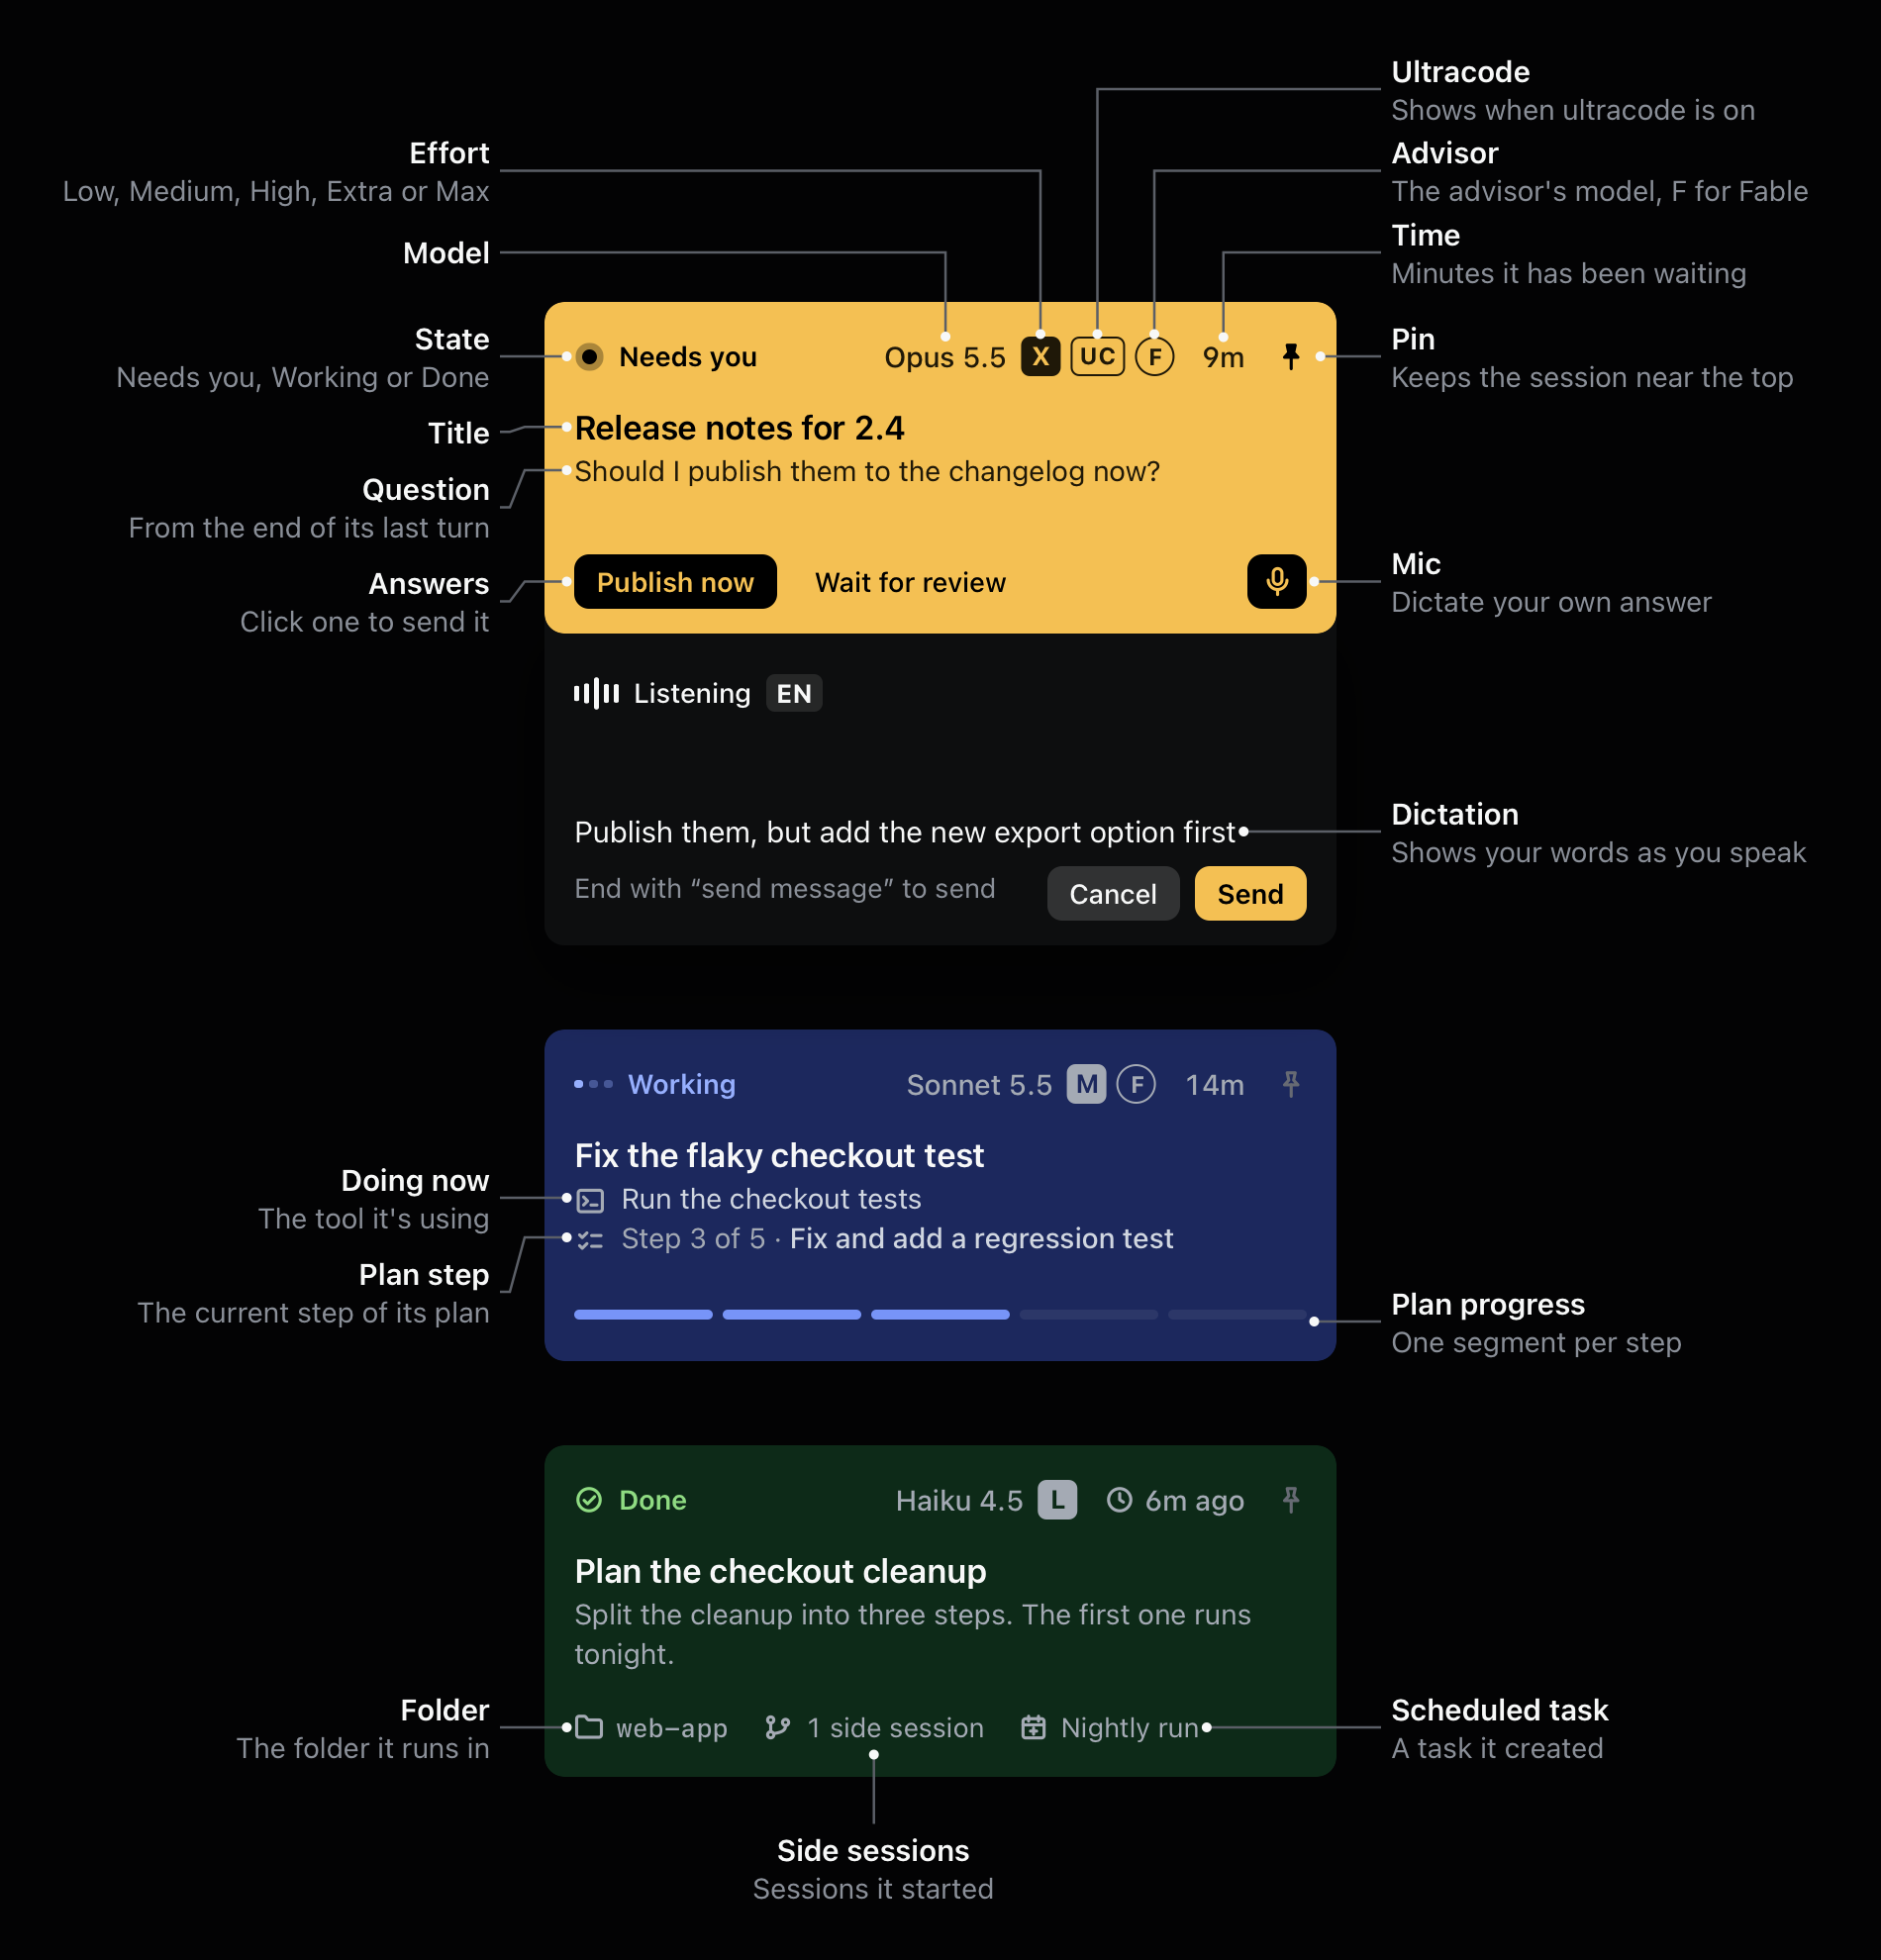 Ultracode
Shows when ultracode is on
Effort
Low, Medium, High, Extra or Max
Advisor
The advisor's model, F for Fable
Model
Time
Minutes it has been waiting
State
Needs you, Working or Done
Needs you
Opus 5.5 X UC F 9m
Pin
Keeps the session near the top
Title
Release notes for 2.4
Question
From the end of its last turn
Should I publish them to the changelog now?
Answers
Click one to send it
Publish now
Wait for review
Mic
Dictate your own answer
Listening EN
Publish them, but add the new export option first
Dictation
Shows your words as you speak
End with “send message” to send
Cancel
Send
Working
Sonnet 5.5 M F 14m
Fix the flaky checkout test
Doing now
The tool it's using
Run the checkout tests
Step 3 of 5 · Fix and add a regression test
Plan step
The current step of its plan
Plan progress
One segment per step
Done
Haiku 4.5 L 6m ago
Plan the checkout cleanup
Split the cleanup into three steps. The first one runs
tonight.
Folder
The folder it runs in
web-app
1 side session
Nightly run
Scheduled task
A task it created
Side sessions
Sessions it started